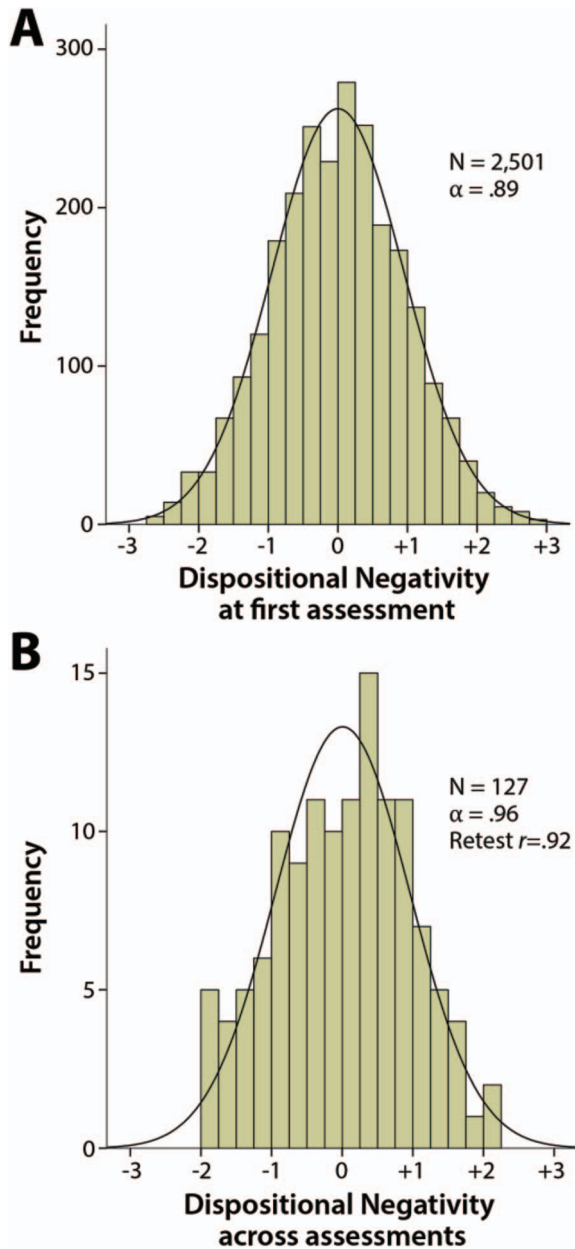 A
300
200
100
0
Frequency
N = 2,501
α = .89
-3 -2 -1 0 +1 +2 +3
Dispositional Negativity
at first assessment
B
15
10
5
0
Frequency
N = 127
α = .96
Retest r=.92
-3 -2 -1 0 +1 +2 +3
Dispositional Negativity
across assessments